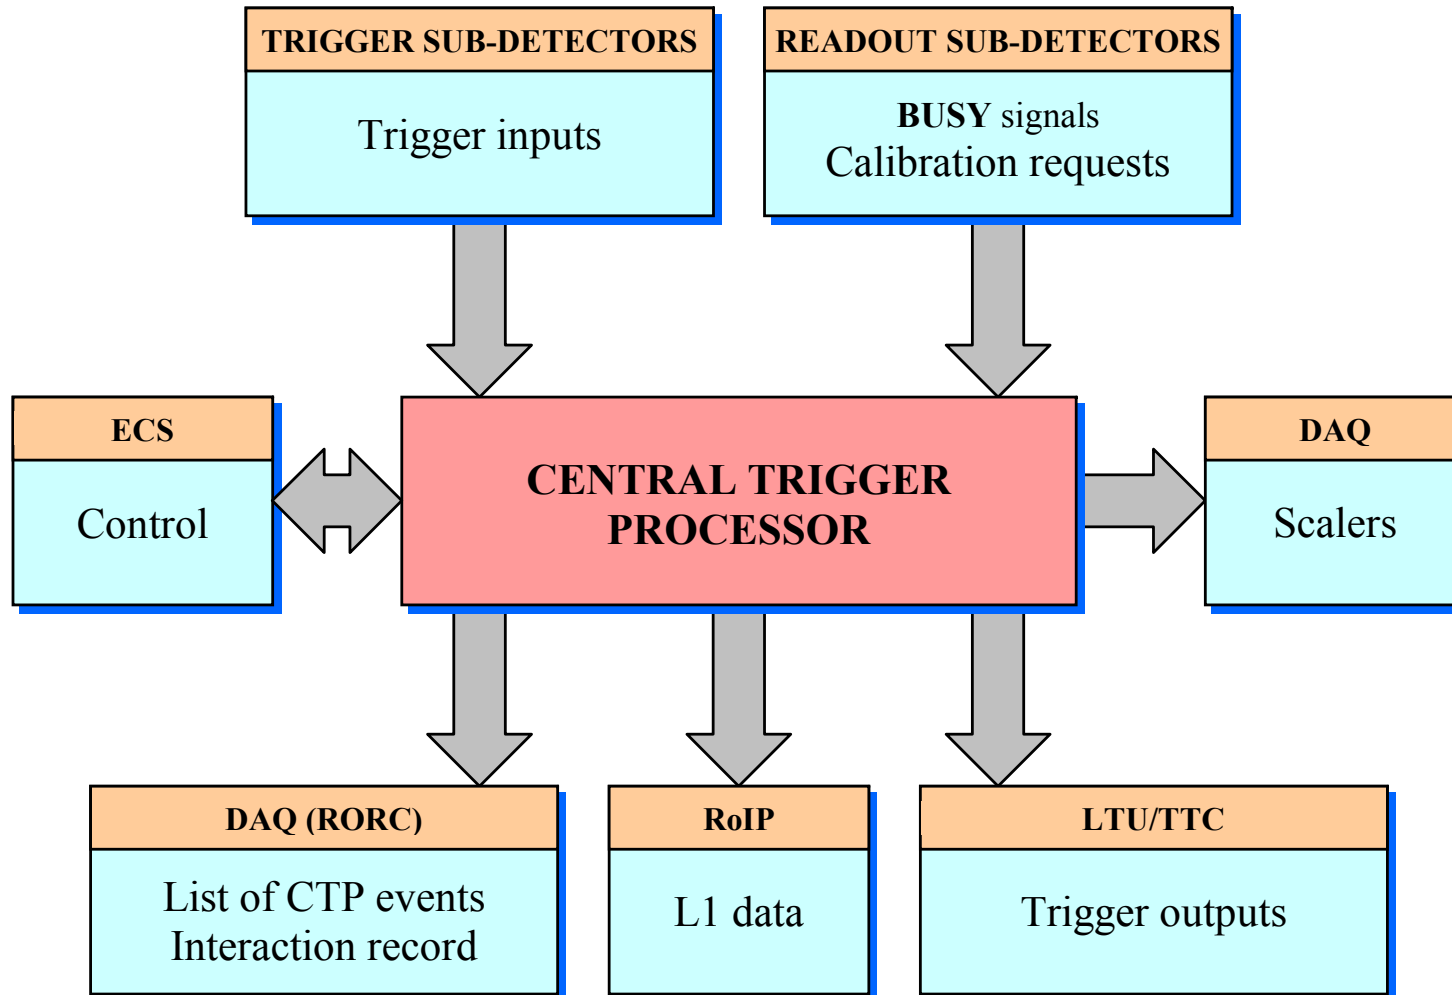 TRIGGER SUB-DETECTORS
Trigger inputs
READOUT SUB-DETECTORS
BUSY signals
Calibration requests
ECS
Control
CENTRAL TRIGGER
PROCESSOR
DAQ
Scalers
DAQ (RORC)
List of CTP events
Interaction record
RoIP
L1 data
LTU/TTC
Trigger outputs